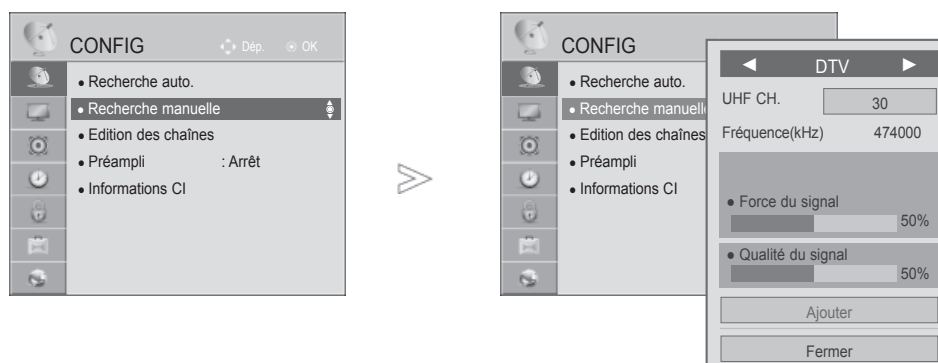 CONFIG
Dép. OK
• Recherche auto.
• Recherche manuelle
• Edition des chaînes
• Préampli : Arrêt
• Informations CI
CONFIG
• Recherche auto.
• Recherche manuell
• Edition des chaînes
• Préampli
• Informations CI
◄ DTV ►
UHF CH. 30
Fréquence(kHz) 474000
• Force du signal
50%
• Qualité du signal
50%
Ajouter
Fermer